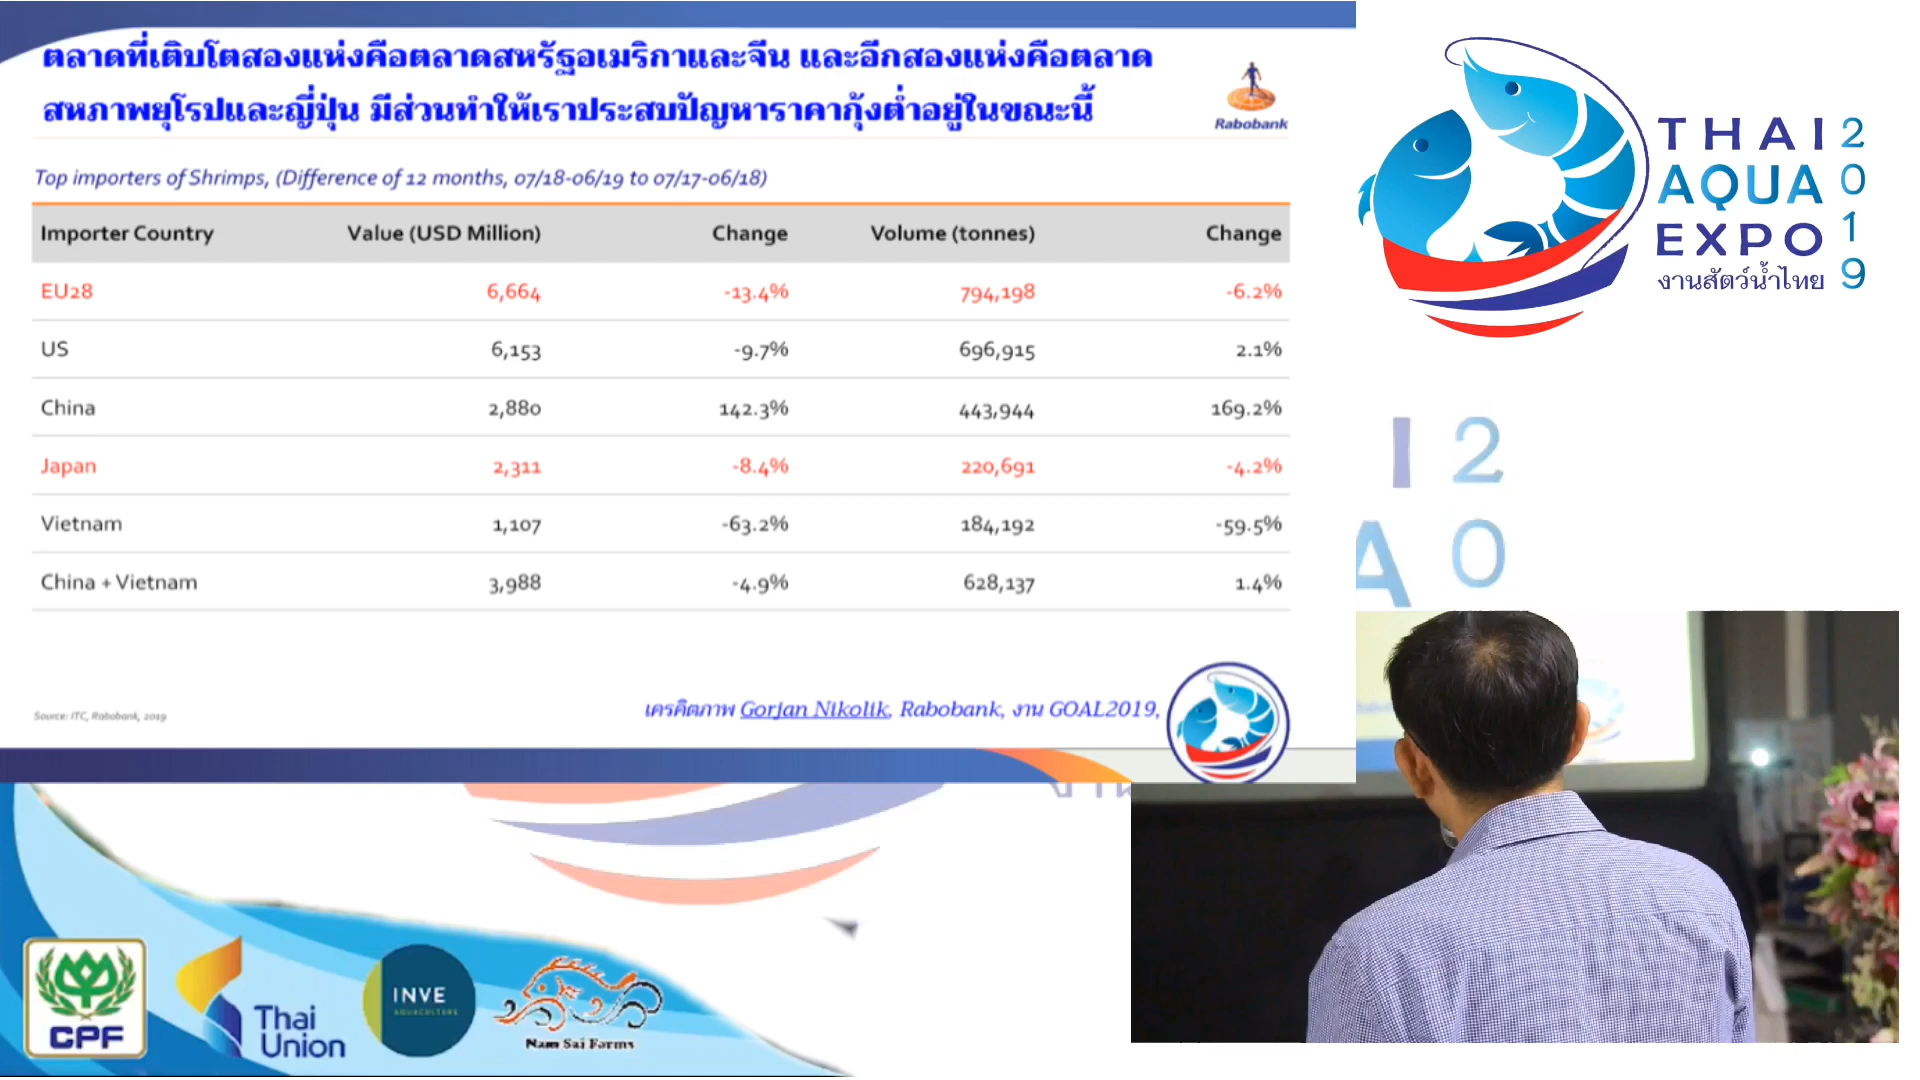 ตลาดที่เติบโตสองแห่งคือตลาดสหรัฐอเมริกาและจีน และอีกสองแห่งคือตลาด
สหภาพยุโรปและญี่ปุ่น มีส่วนทำให้เราประสบปัญหาราคากุ้งต่ำอยู่ในขณะนี้
Rabobank
Top importers of Shrimps, (Difference of 12 months, 07/18-06/19 to 07/17-06/18)
Importer Country Value (USD Million) Change Volume (tonnes) Change
EU28 6,664 -13.4% 794,198 -6.2%
US 6,153 -9.7% 696,915 2.1%
China 2,880 142.3% 443,944 169.2%
Japan 2,311 -8.4% 220,691 -4.2%
Vietnam 1,107 -63.2% 184,192 -59.5%
China + Vietnam 3,988 -4.9% 628,137 1.4%
Source: ITC, Rabobank, 2019
เครคิตภาพ Gorjan Nikolik, Rabobank, งาน GOAL2019,
THAI
AQUA
EXPO
งานสัตว์น้ำไทย
2019
I 2
A 0
CPF
Thai
Union
INVE
AQUACULTURE
Nam Sai Farms